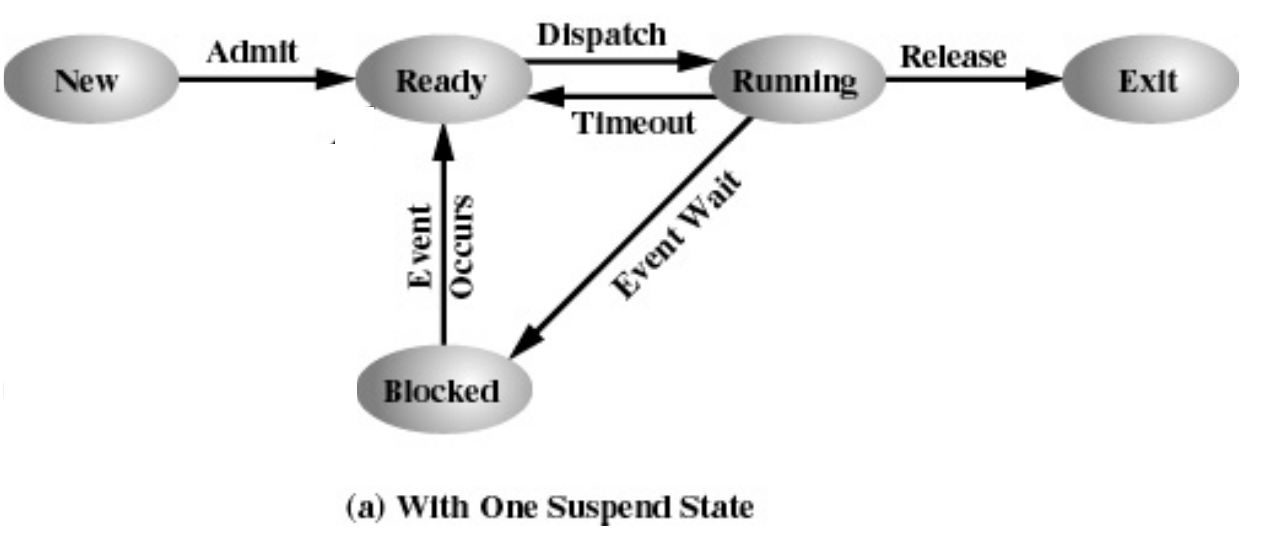 Admit
Dispatch
New
Ready
Running
Release
Exit
Timeout
Event
Occurs
Event Wait
Blocked
(a) With One Suspend State